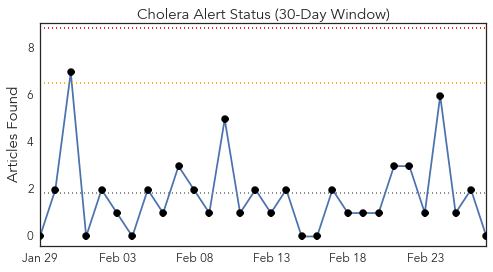 Cholera Alert Status (30-Day Window)
Articles Found
8
6
4
2
0
Jan 29 Feb 03 Feb 08 Feb 13 Feb 18 Feb 23